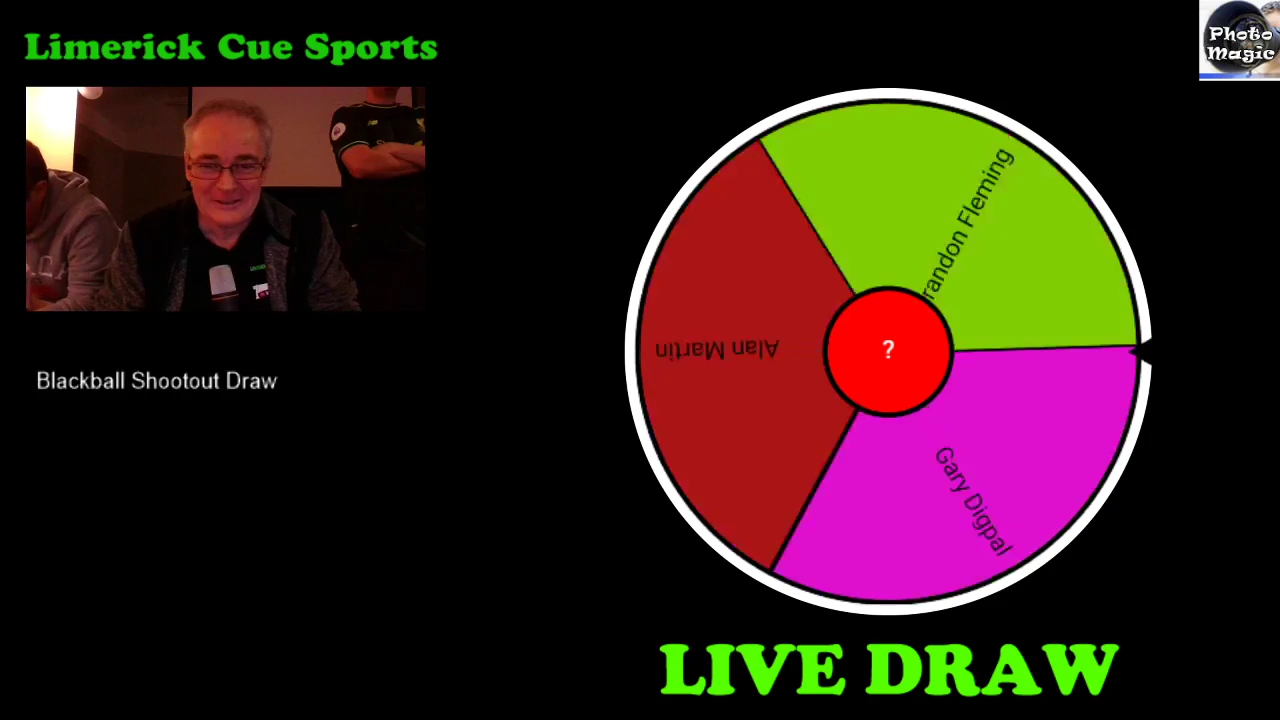 Limerick Cue Sports
Photo
Magic
randon Fleming
Alan Martin
?
Blackball Shootout Draw
Gary Digpal
LIVE DRAW